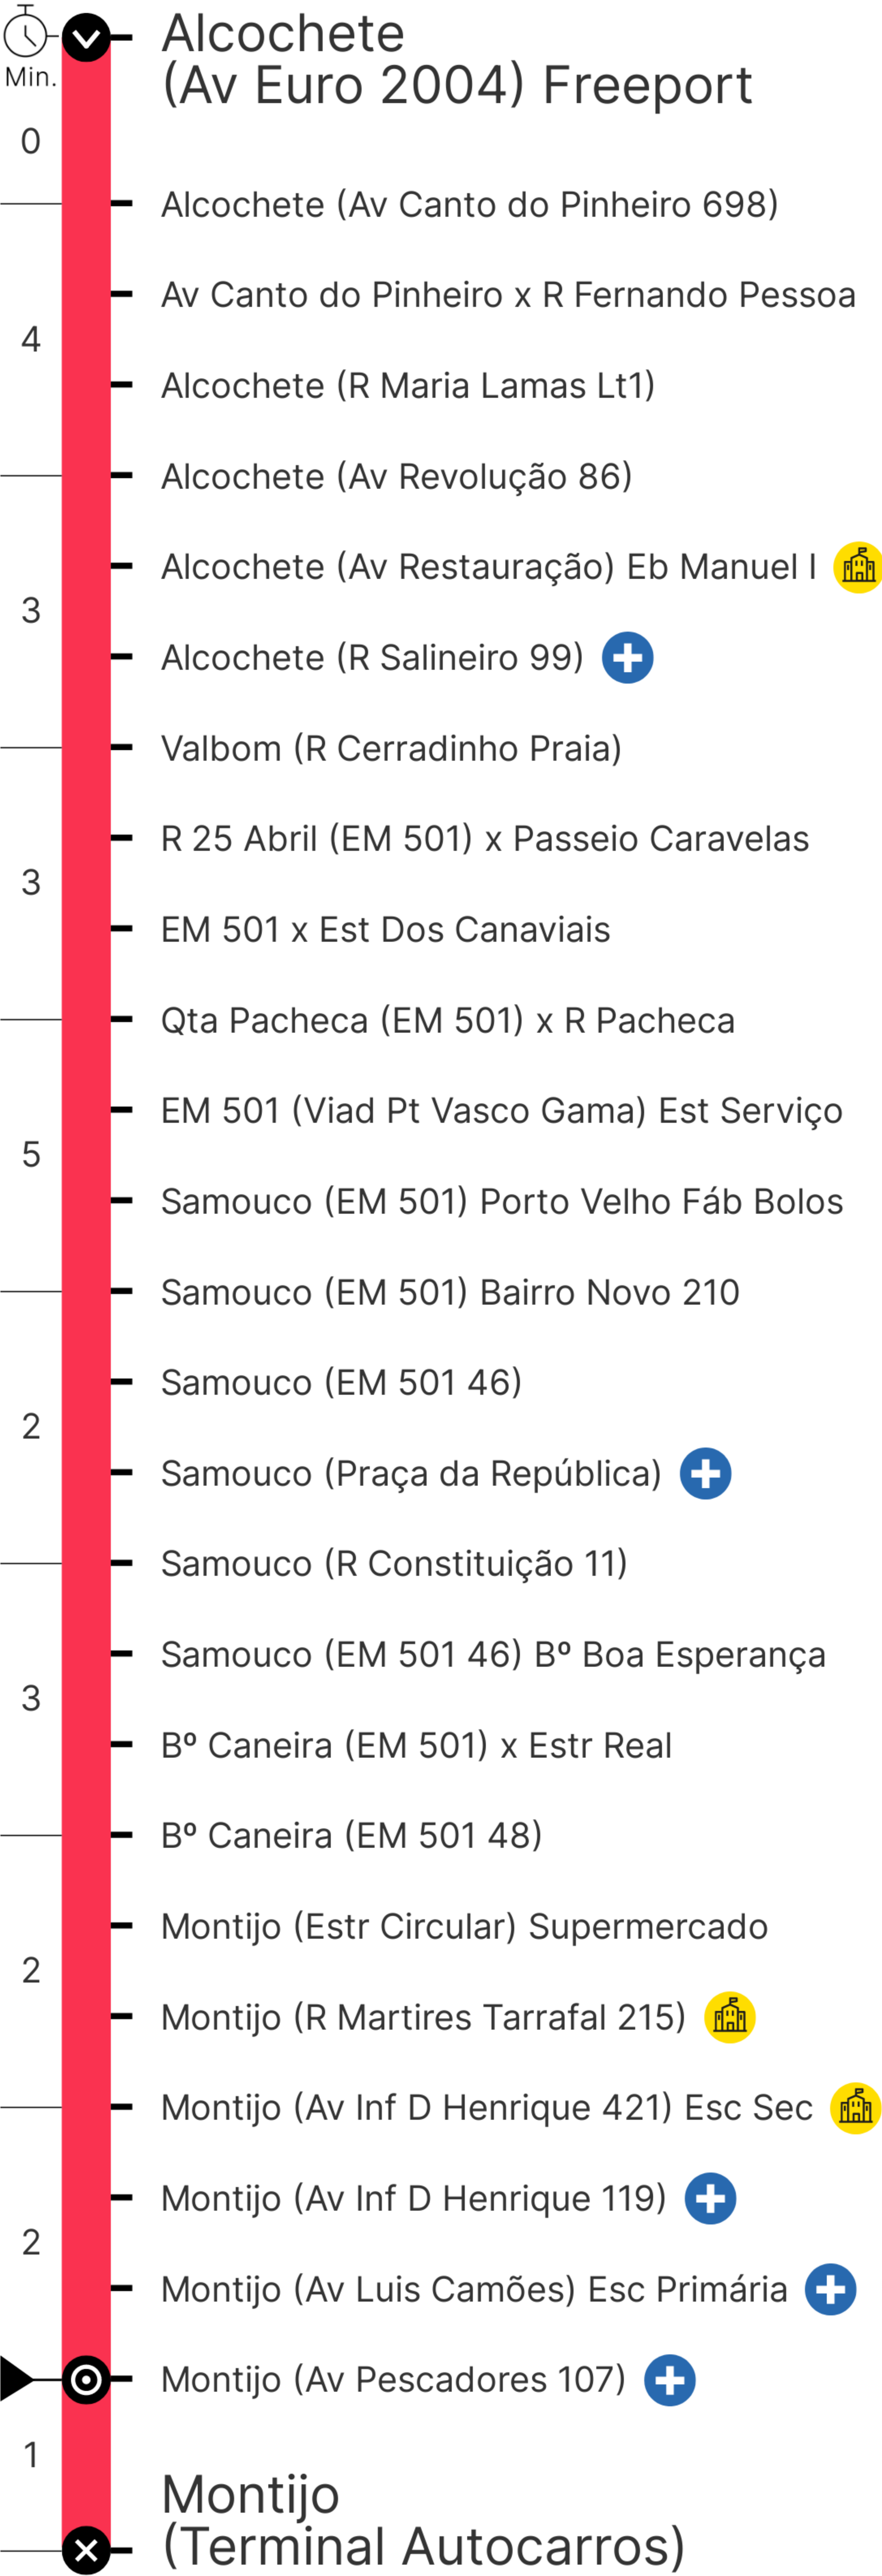 Alcochete
(Av Euro 2004) Freeport
Min.
0
Alcochete (Av Canto do Pinheiro 698)
Av Canto do Pinheiro x R Fernando Pessoa
4
Alcochete (R Maria Lamas Lt1)
Alcochete (Av Revolução 86)
Alcochete (Av Restauração) Eb Manuel I
3
Alcochete (R Salineiro 99)
Valbom (R Cerradinho Praia)
R 25 Abril (EM 501) x Passeio Caravelas
3
EM 501 x Est Dos Canaviais
Qta Pacheca (EM 501) x R Pacheca
EM 501 (Viad Pt Vasco Gama) Est Serviço
5
Samouco (EM 501) Porto Velho Fáb Bolos
Samouco (EM 501) Bairro Novo 210
Samouco (EM 501 46)
2
Samouco (Praça da República)
Samouco (R Constituição 11)
Samouco (EM 501 46) Bº Boa Esperança
3
Bº Caneira (EM 501) x Estr Real
Bº Caneira (EM 501 48)
Montijo (Estr Circular) Supermercado
2
Montijo (R Martires Tarrafal 215)
Montijo (Av Inf D Henrique 421) Esc Sec
Montijo (Av Inf D Henrique 119)
2
Montijo (Av Luis Camões) Esc Primária
Montijo (Av Pescadores 107)
1
Montijo
(Terminal Autocarros)